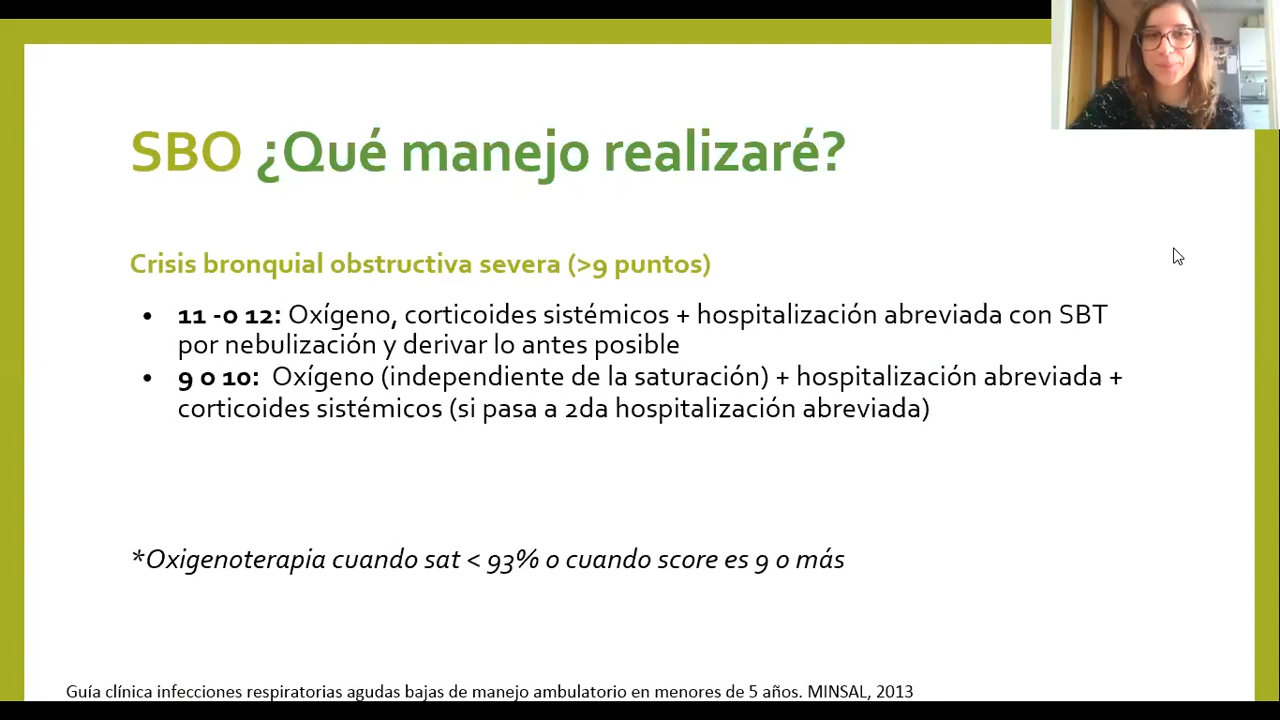 SBO ¿Qué manejo realizaré?
Crisis bronquial obstructiva severa (>9 puntos)
• 11 -o 12: Oxígeno, corticoides sistémicos + hospitalización abreviada con SBT
por nebulización y derivar lo antes posible
• 9 o 10: Oxígeno (independiente de la saturación) + hospitalización abreviada +
corticoides sistémicos (si pasa a 2da hospitalización abreviada)
*Oxigenoterapia cuando sat < 93% o cuando score es 9 o más
Guía clínica infecciones respiratorias agudas bajas de manejo ambulatorio en menores de 5 años. MINSAL, 2013